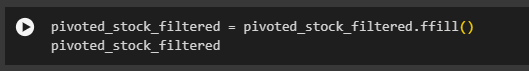 pivoted_stock_filtered = pivoted_stock_filtered.ffill()
pivoted_stock_filtered